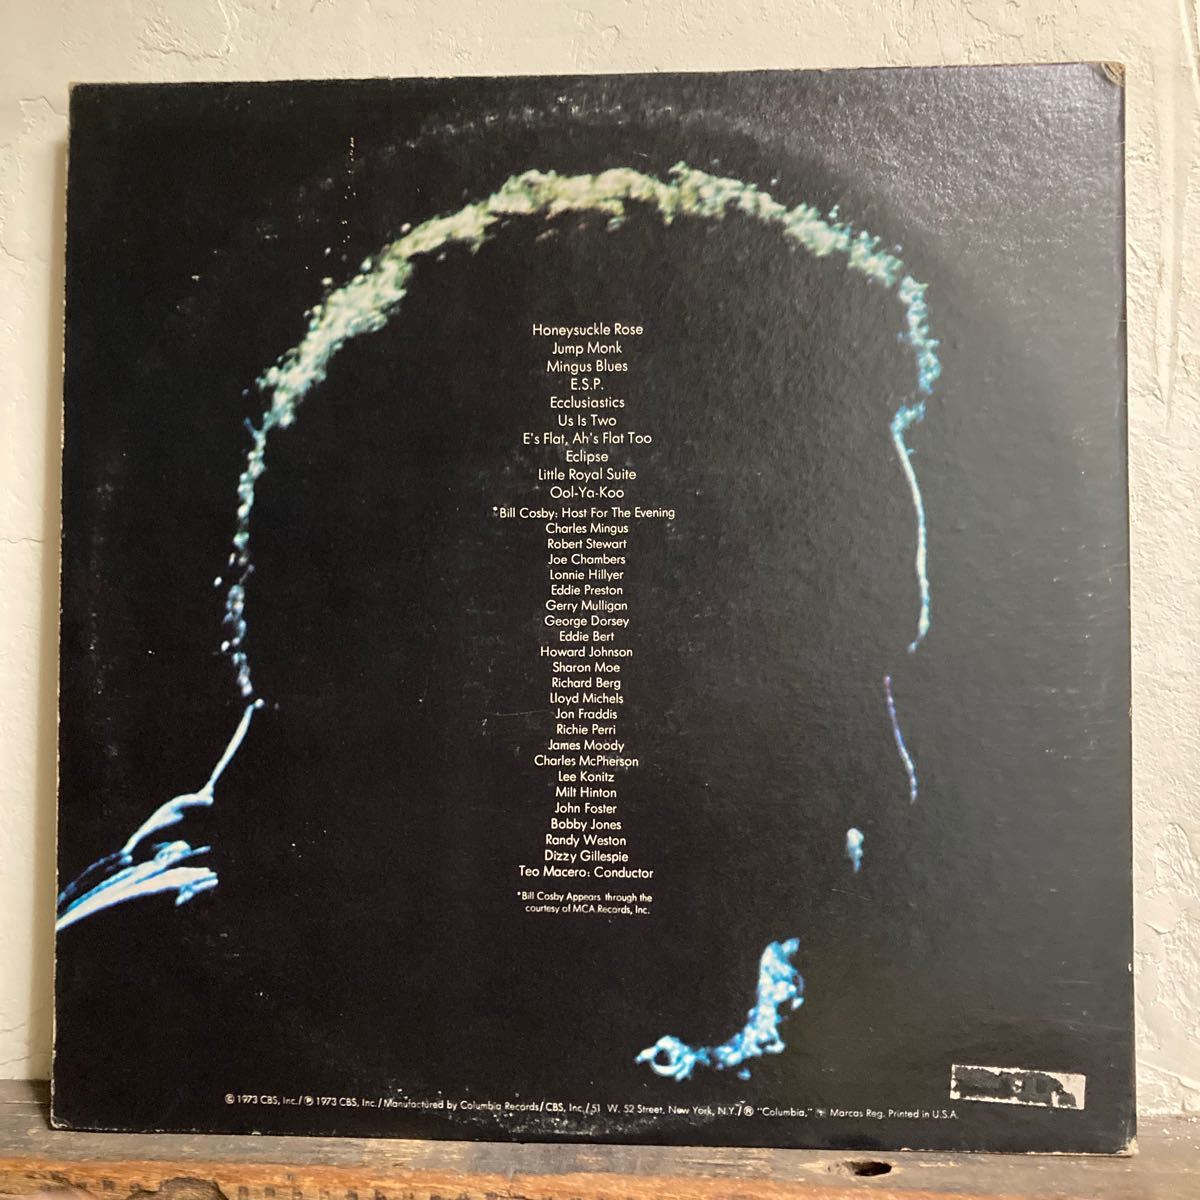 Honeysuckle Rose
Jump Monk
Mingus Blues
E.S.P.
Ecclusiastics
Us Is Two
E's Flat, Ah's Flat Too
Eclipse
Little Royal Suite
Ool-Ya-Koo
*Bill Cosby: Host For The Evening
Charles Mingus
Robert Stewart
Joe Chambers
Lonnie Hillyer
Eddie Preston
Gerry Mulligan
George Dorsey
Eddie Bert
Howard Johnson
Sharon Moe
Richard Berg
Lloyd Michels
Jon Fraddis
Richie Perri
James Moody
Charles McPherson
Lee Konitz
Milt Hinton
John Foster
Bobby Jones
Randy Weston
Dizzy Gillespie
Teo Macero: Conductor
*Bill Cosby Appears through the
courtesy of MCA Records, Inc.
© 1973 CBS, Inc./℗ 1973 CBS, Inc./Manufactured by Columbia Records/CBS, Inc./51 W. 52 Street, New York, N.Y./® "Columbia," Marcas Reg. Printed in U.S.A.